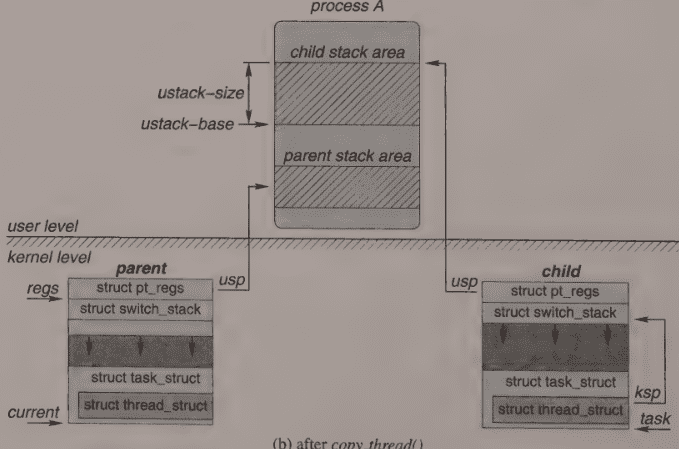 process A
child stack area
ustack-size
ustack-base
parent stack area
user level
kernel level
parent
child
regs
struct pt_regs
usp
usp
struct pt_regs
struct switch_stack
struct switch_stack
struct task_struct
struct task_struct
ksp
current
struct thread_struct
struct thread_struct
task
(b) after copy_thread()